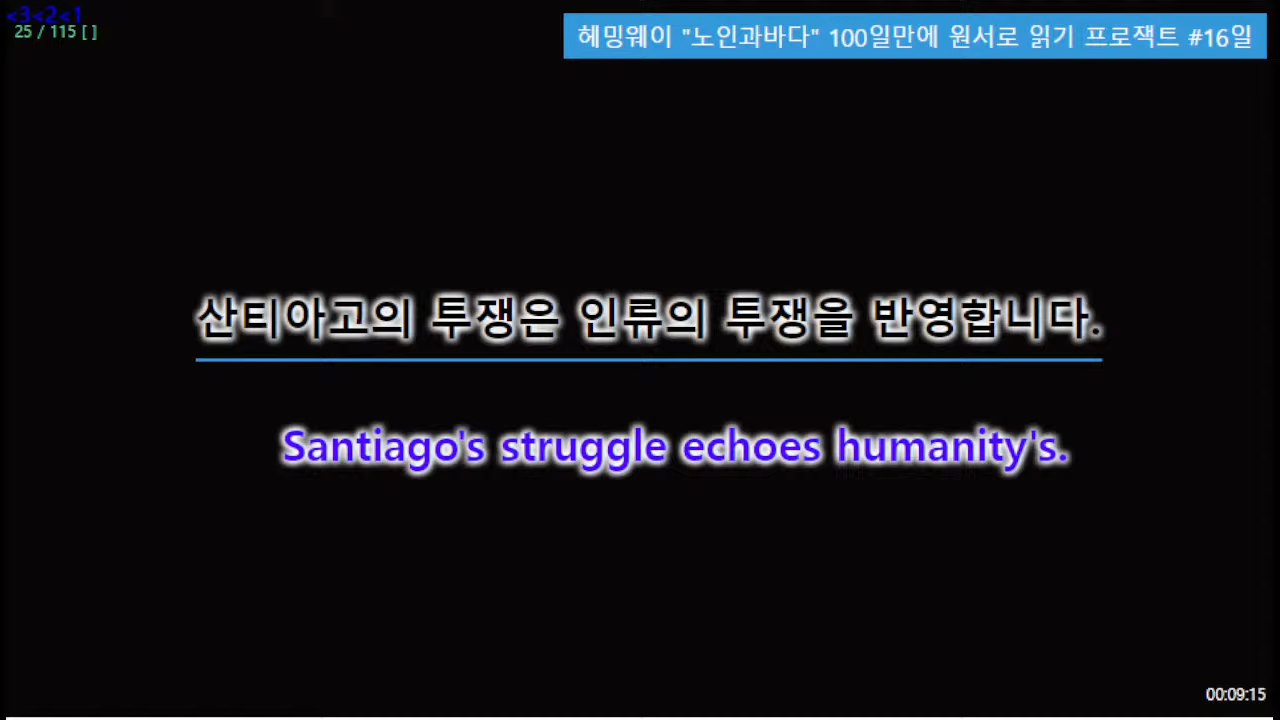 <3<2<1
25 / 115 [ ]
헤밍웨이 "노인과바다" 100일만에 원서로 읽기 프로잭트 #16일
산티아고의 투쟁은 인류의 투쟁을 반영합니다.
Santiago's struggle echoes humanity's.
00:09:15